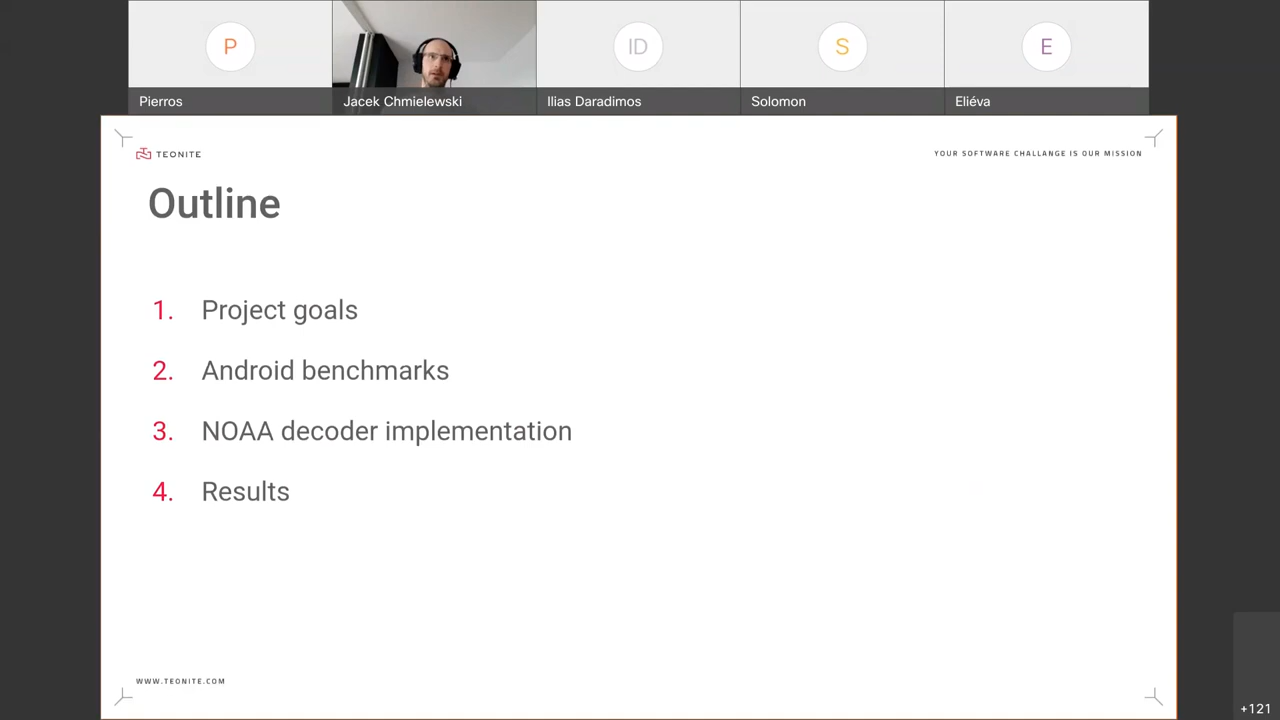 P
ID
S
E
Pierros
Jacek Chmielewski
Ilias Daradimos
Solomon
Eliéva
TEONITE
YOUR SOFTWARE CHALLANGE IS OUR MISSION
Outline
1. Project goals
2. Android benchmarks
3. NOAA decoder implementation
4. Results
WWW.TEONITE.COM
+121